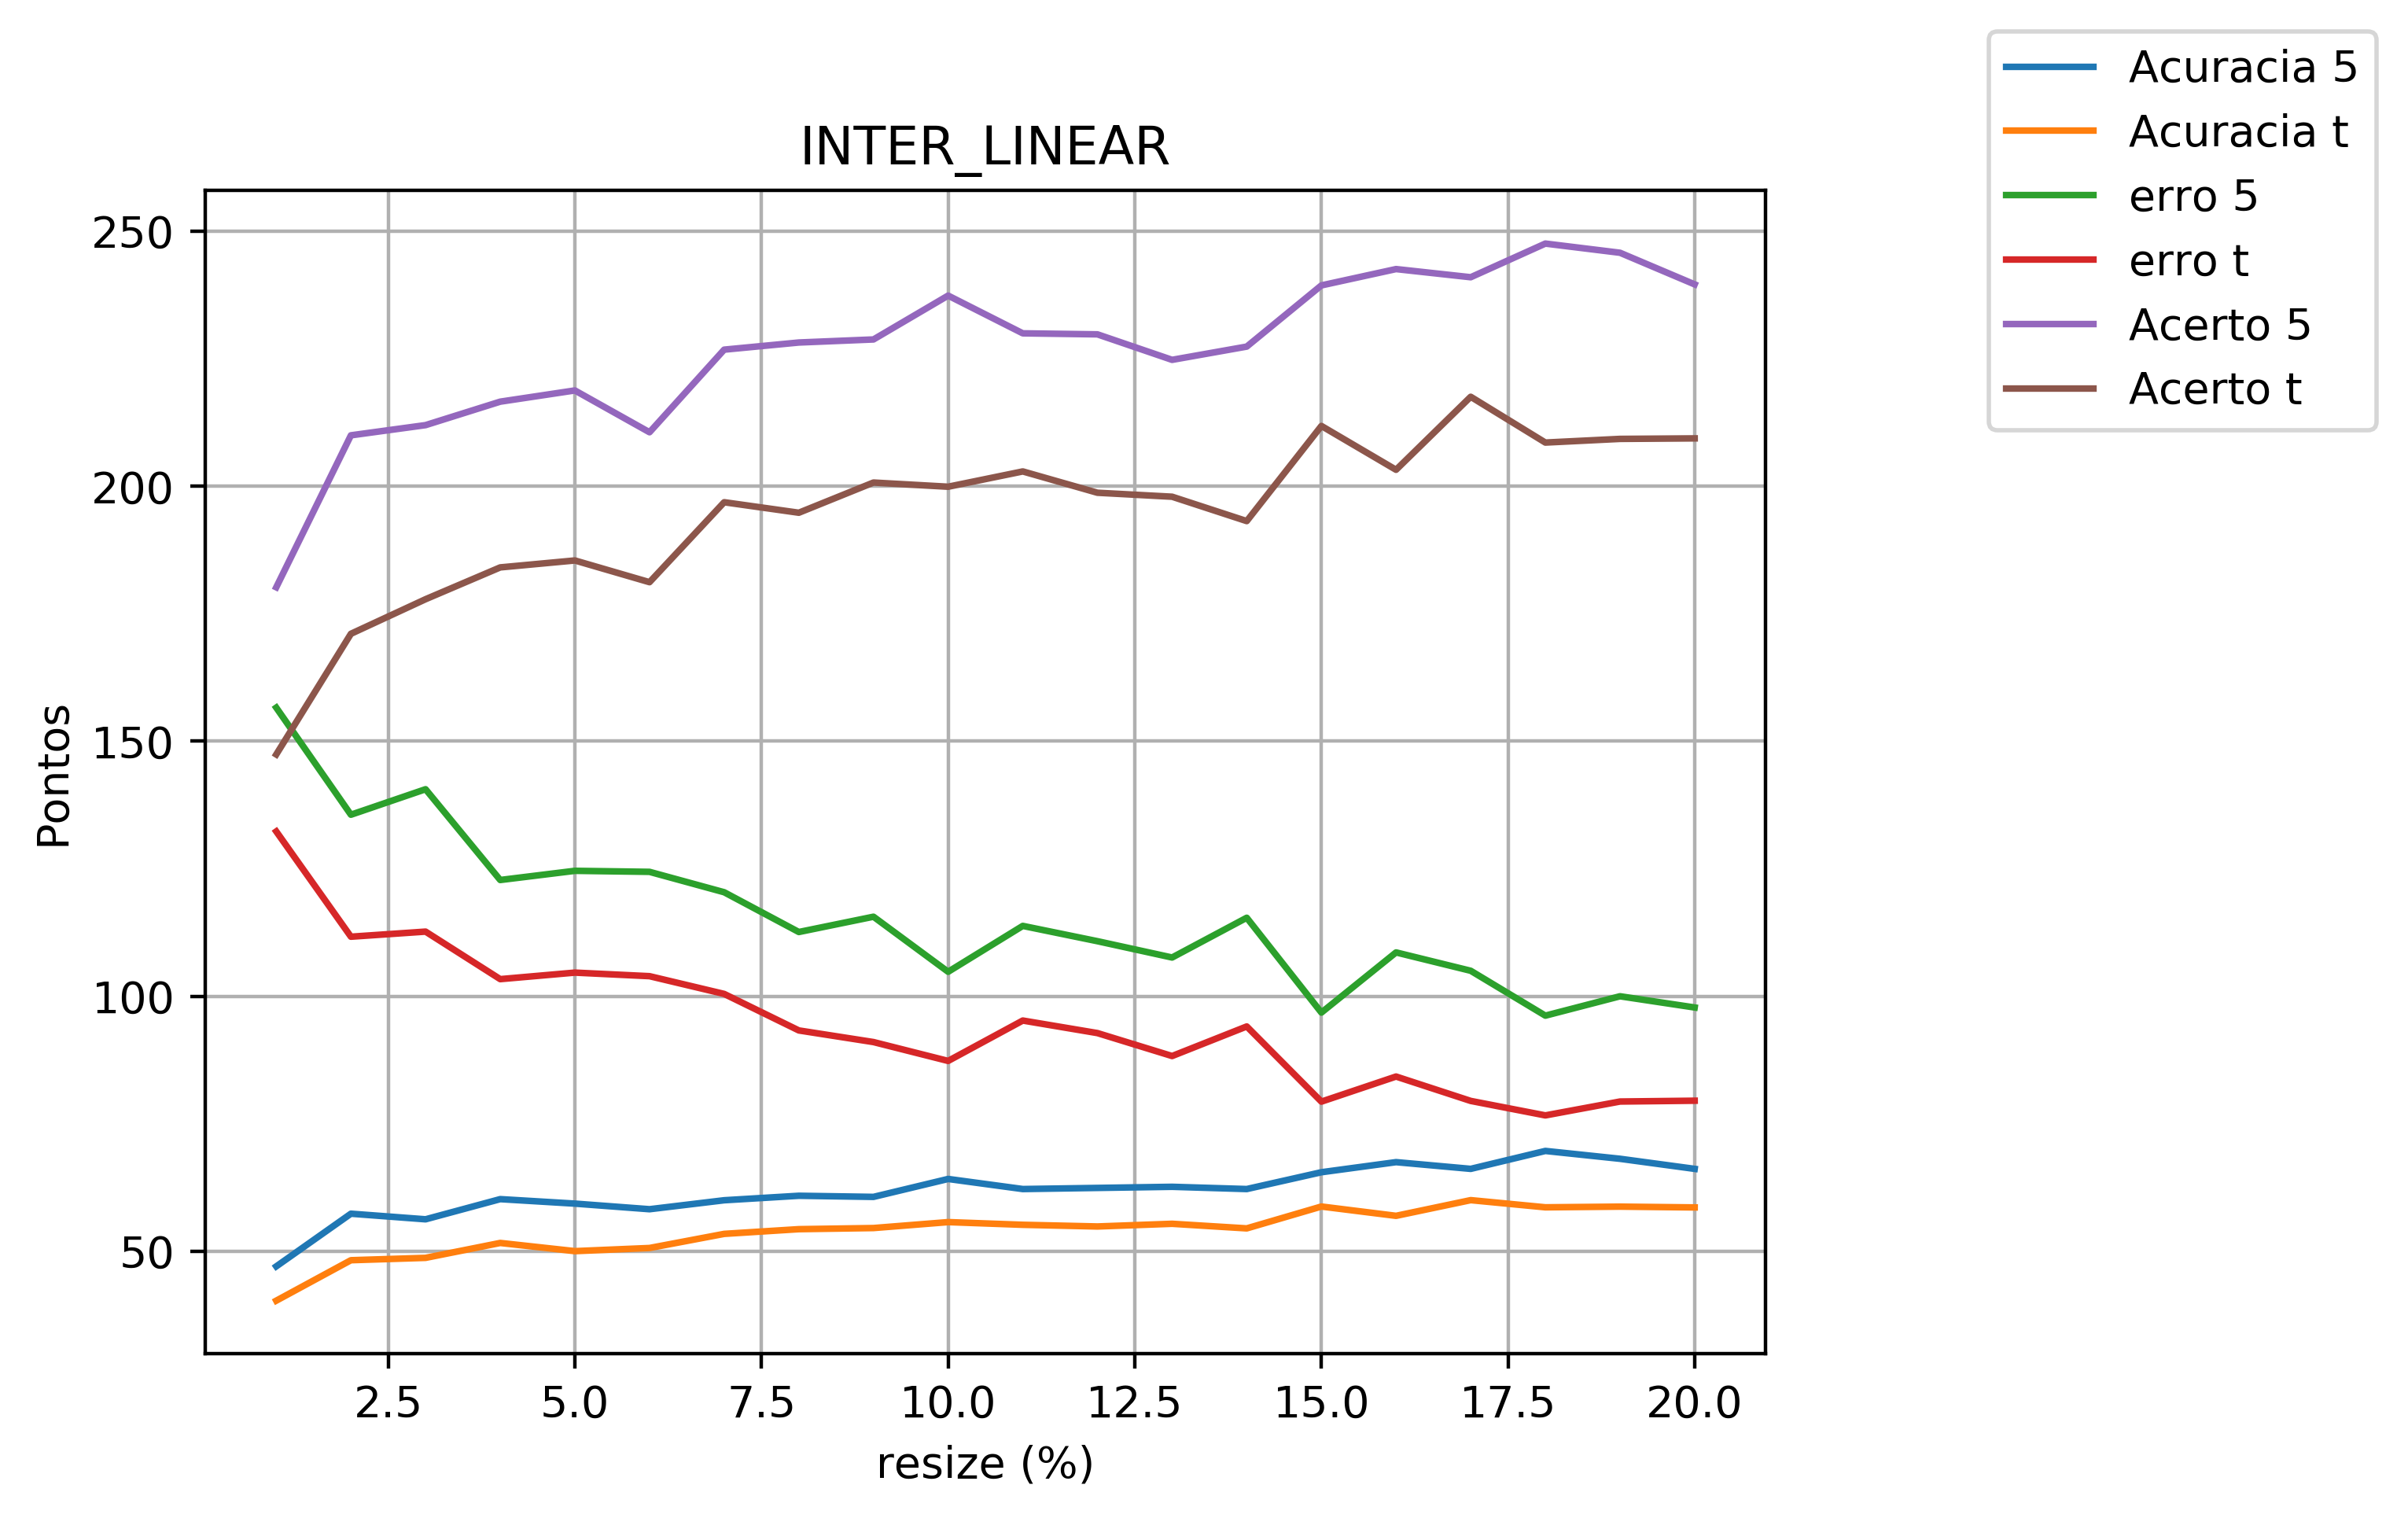 INTER_LINEAR
Acuracia 5
Acuracia t
erro 5
erro t
Acerto 5
Acerto t
Pontos
250
200
150
100
50
2.5 5.0 7.5 10.0 12.5 15.0 17.5 20.0
resize (%)